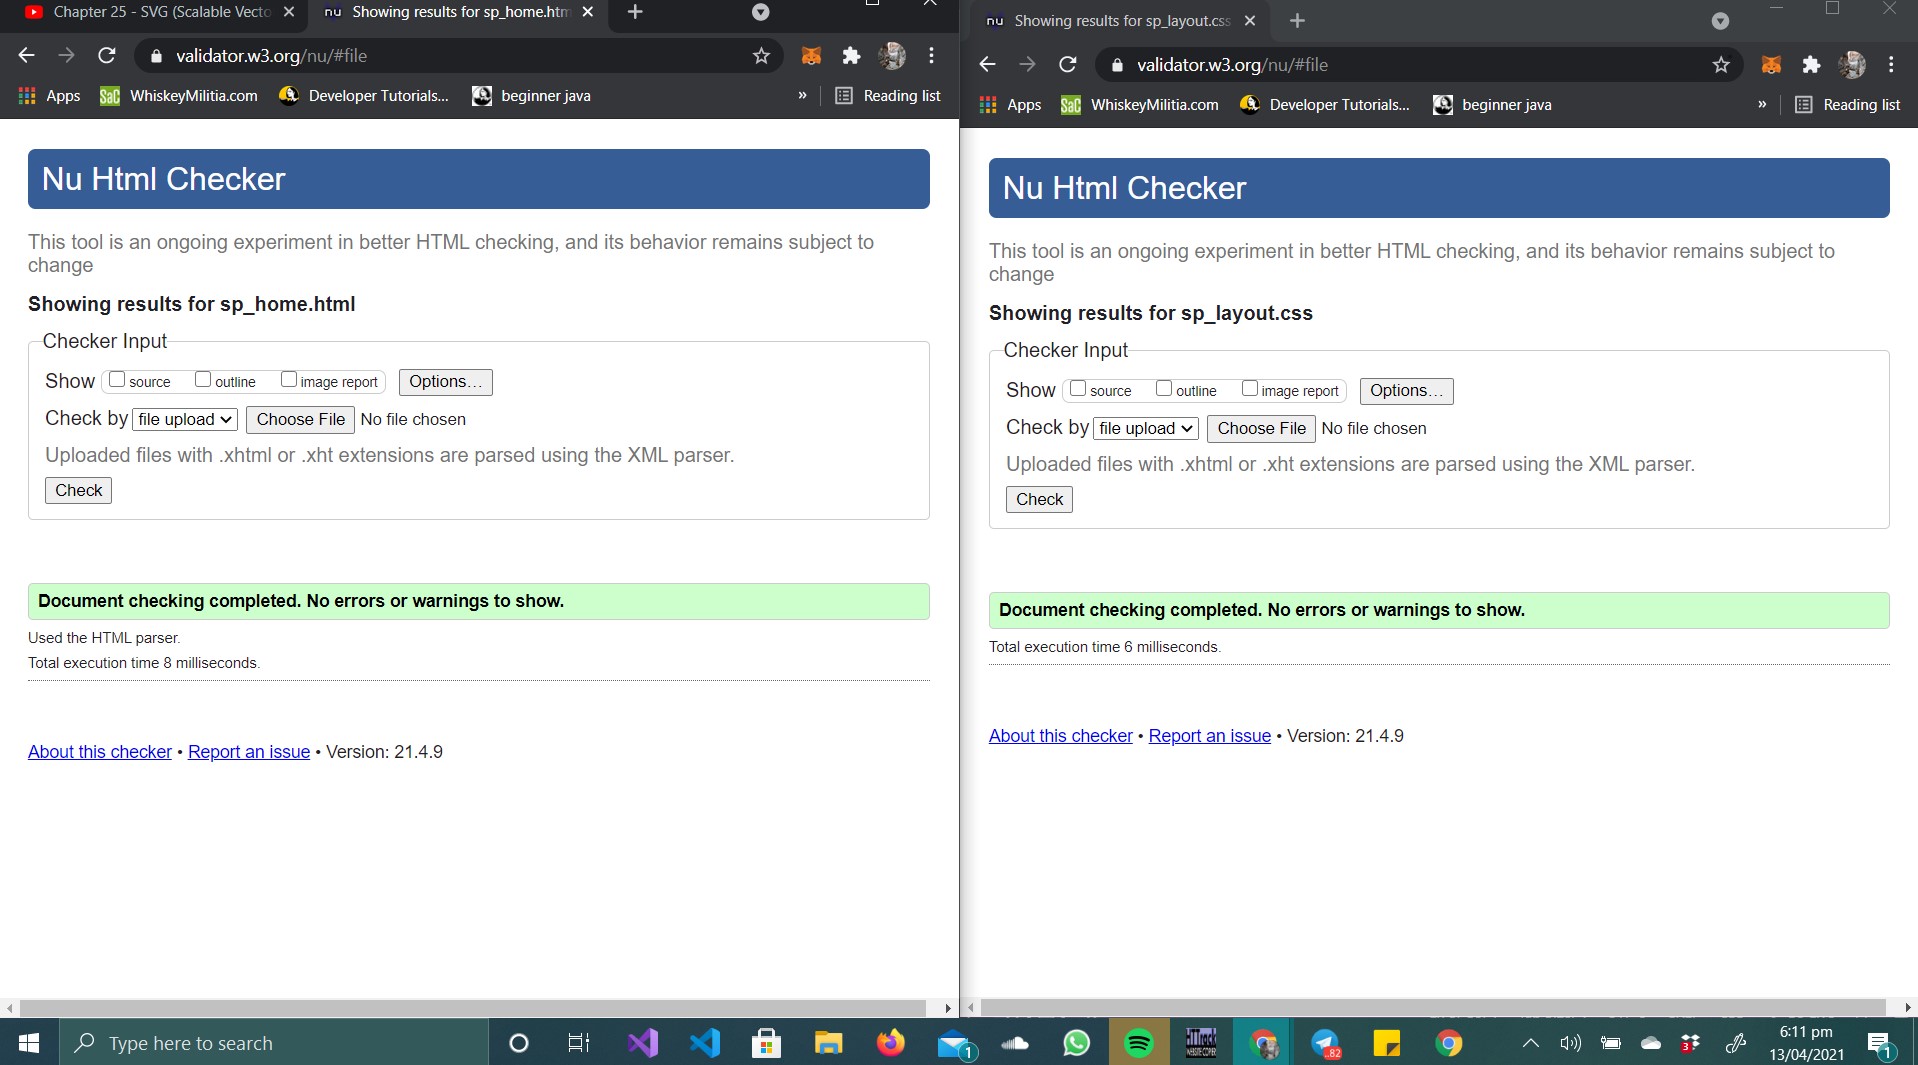 Chapter 25 - SVG (Scalable Vecto
nu Showing results for sp_home.htm
validator.w3.org/nu/#file
Apps SaC WhiskeyMilitia.com Developer Tutorials... beginner java » Reading list
Nu Html Checker
This tool is an ongoing experiment in better HTML checking, and its behavior remains subject to
change
Showing results for sp_home.html
Checker Input
Show source outline image report Options...
Check by file upload Choose File No file chosen
Uploaded files with .xhtml or .xht extensions are parsed using the XML parser.
Check
Document checking completed. No errors or warnings to show.
Used the HTML parser.
Total execution time 8 milliseconds.
About this checker • Report an issue • Version: 21.4.9
nu Showing results for sp_layout.css
validator.w3.org/nu/#file
Apps SaC WhiskeyMilitia.com Developer Tutorials... beginner java » Reading list
Nu Html Checker
This tool is an ongoing experiment in better HTML checking, and its behavior remains subject to
change
Showing results for sp_layout.css
Checker Input
Show source outline image report Options...
Check by file upload Choose File No file chosen
Uploaded files with .xhtml or .xht extensions are parsed using the XML parser.
Check
Document checking completed. No errors or warnings to show.
Total execution time 6 milliseconds.
About this checker • Report an issue • Version: 21.4.9
Type here to search
1
HTTrack
WEBSITE COPIER
82
3
6:11 pm
13/04/2021
1